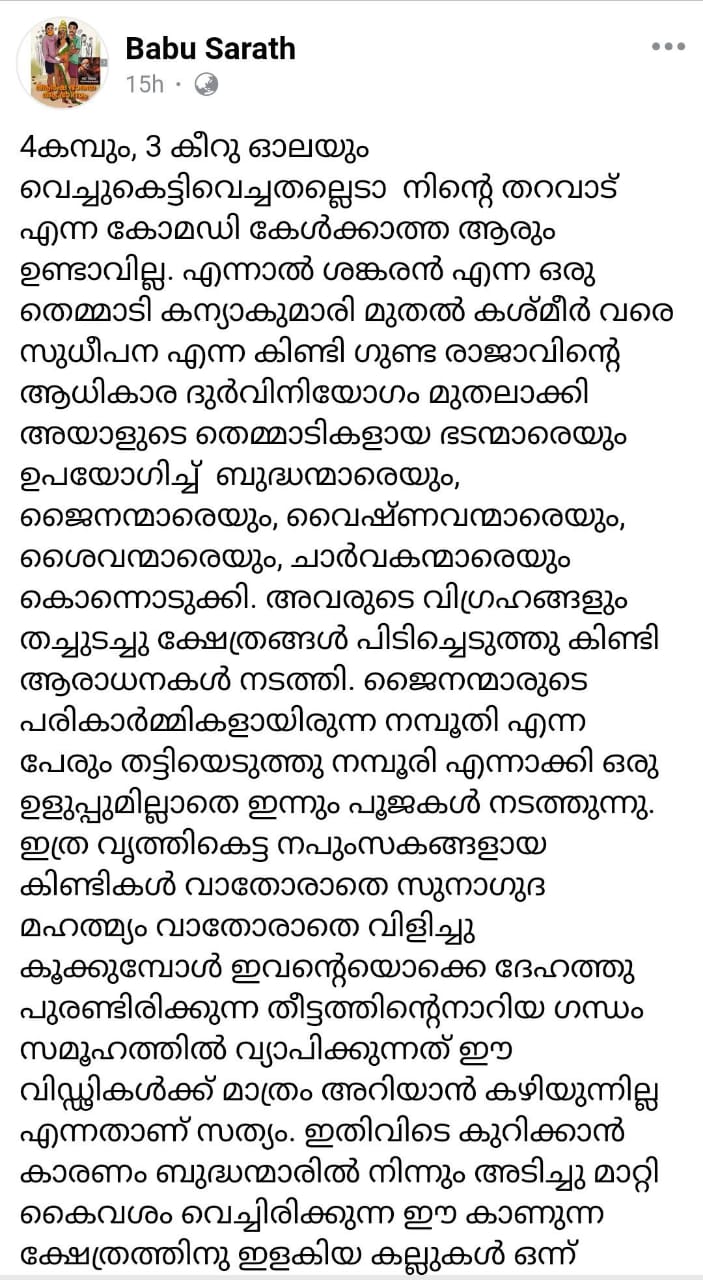 Babu Sarath
15h
4കമ്പും, 3 കീറു ഓലയും
വെച്ചുകെട്ടിവെച്ചതല്ലെടാ നിന്റെ തറവാട്
എന്ന കോമഡി കേൾക്കാത്ത ആരും
ഉണ്ടാവില്ല. എന്നാൽ ശങ്കരൻ എന്ന ഒരു
തെമ്മാടി കന്യാകുമാരി മുതൽ കശ്മീർ വരെ
സുധീപന എന്ന കിണ്ടി ഗുണ്ട രാജാവിന്റെ
ആധികാര ദുർവിനിയോഗം മുതലാക്കി
അയാളുടെ തെമ്മാടികളായ ഭടന്മാരെയും
ഉപയോഗിച്ച് ബുദ്ധന്മാരെയും,
ജൈനന്മാരെയും, വൈഷ്ണവന്മാരെയും,
ശൈവന്മാരെയും, ചാർവകന്മാരെയും
കൊന്നൊടുക്കി. അവരുടെ വിഗ്രഹങ്ങളും
തച്ചുടച്ചു ക്ഷേത്രങ്ങൾ പിടിച്ചെടുത്തു കിണ്ടി
ആരാധനകൾ നടത്തി. ജൈനന്മാരുടെ
പരികാർമ്മികളായിരുന്ന നമ്പൂതി എന്ന
പേരും തട്ടിയെടുത്തു നമ്പൂരി എന്നാക്കി ഒരു
ഉളുപ്പുമില്ലാതെ ഇന്നും പൂജകൾ നടത്തുന്നു.
ഇത്ര വൃത്തികെട്ട നപുംസകങ്ങളായ
കിണ്ടികൾ വാതോരാതെ സുനാഗുദ
മഹത്മ്യം വാതോരാതെ വിളിച്ചു
കൂക്കുമ്പോൾ ഇവന്റെയൊക്കെ ദേഹത്തു
പുരണ്ടിരിക്കുന്ന തീട്ടത്തിന്റെനാറിയ ഗന്ധം
സമൂഹത്തിൽ വ്യാപിക്കുന്നത് ഈ
വിഡ്ഢികൾക്ക് മാത്രം അറിയാൻ കഴിയുന്നില്ല
എന്നതാണ് സത്യം. ഇതിവിടെ കുറിക്കാൻ
കാരണം ബുദ്ധന്മാരിൽ നിന്നും അടിച്ചു മാറ്റി
കൈവശം വെച്ചിരിക്കുന്ന ഈ കാണുന്ന
ക്ഷേത്രത്തിനു ഇളകിയ കല്ലുകൾ ഒന്ന്